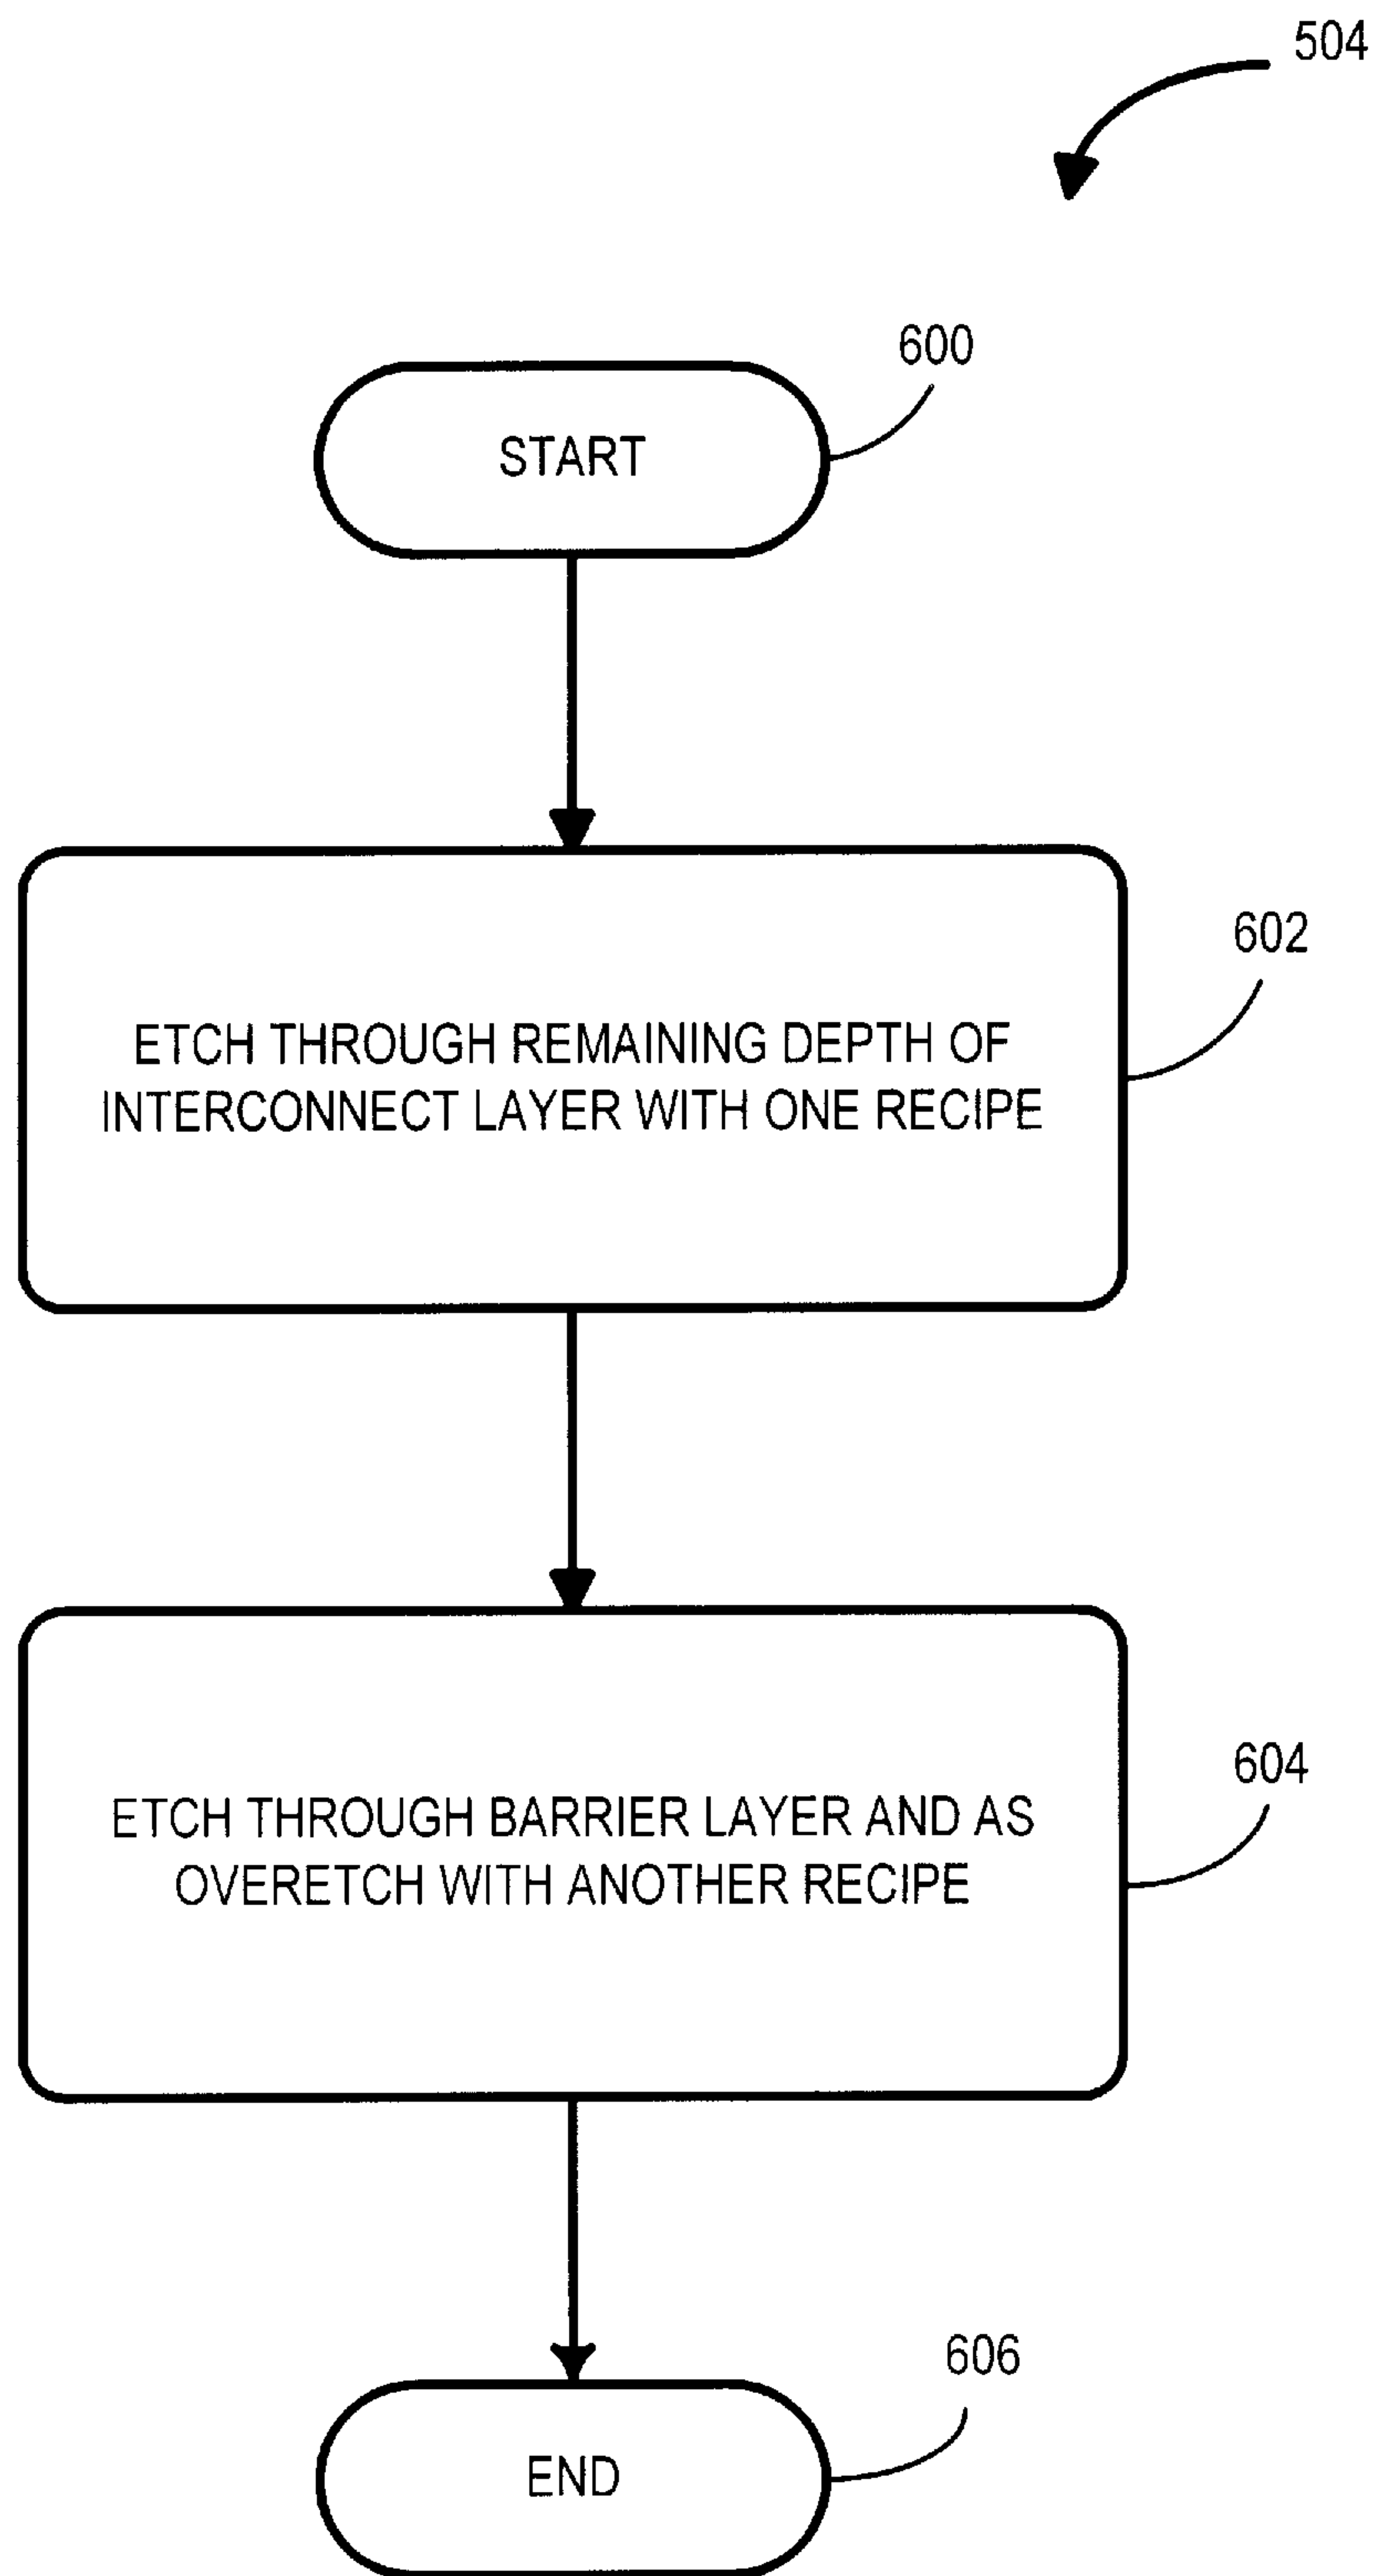 504
600
START
602
ETCH THROUGH REMAINING DEPTH OF
INTERCONNECT LAYER WITH ONE RECIPE
604
ETCH THROUGH BARRIER LAYER AND AS
OVERETCH WITH ANOTHER RECIPE
606
END